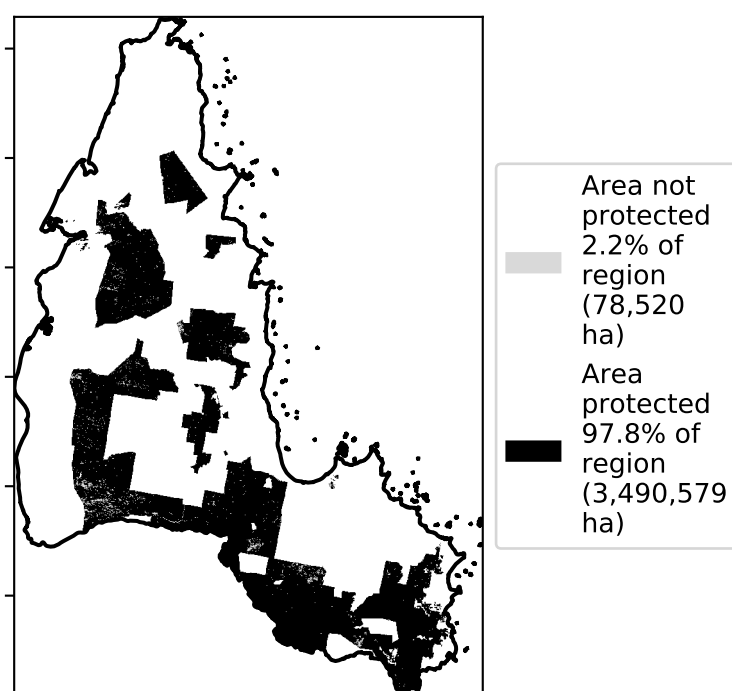 Area not
protected
2.2% of
region
(78,520
ha)
Area
protected
97.8% of
region
(3,490,579
ha)